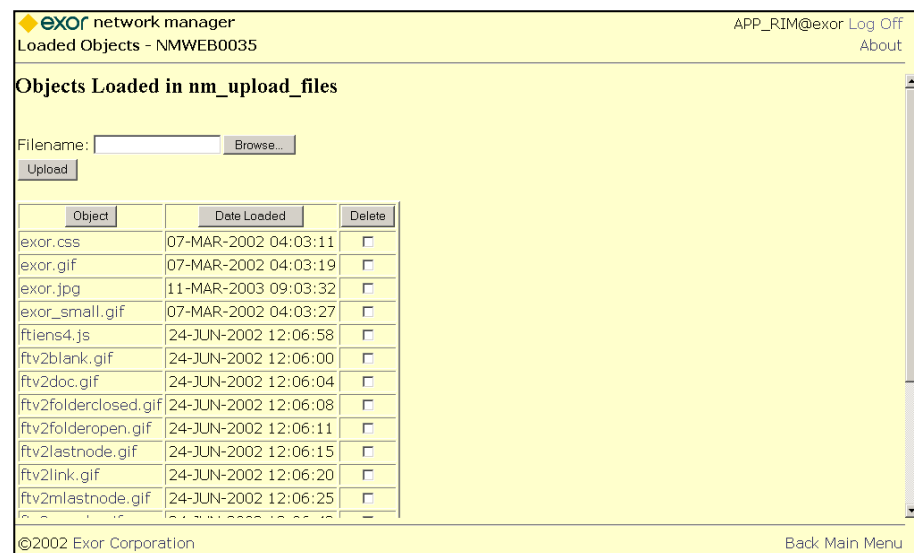 exor network manager
APP_RIM@exor Log Off
Loaded Objects - NMWEB0035
About
Objects Loaded in nm_upload_files
Filename: Browse...
Upload
Object Date Loaded Delete
exor.css 07-MAR-2002 04:03:11
exor.gif 07-MAR-2002 04:03:19
exor.jpg 11-MAR-2003 09:03:32
exor_small.gif 07-MAR-2002 04:03:27
ftiens4.js 24-JUN-2002 12:06:58
ftv2blank.gif 24-JUN-2002 12:06:00
ftv2doc.gif 24-JUN-2002 12:06:04
ftv2folderclosed.gif 24-JUN-2002 12:06:08
ftv2folderopen.gif 24-JUN-2002 12:06:11
ftv2lastnode.gif 24-JUN-2002 12:06:15
ftv2link.gif 24-JUN-2002 12:06:20
ftv2mlastnode.gif 24-JUN-2002 12:06:25
©2002 Exor Corporation
Back Main Menu